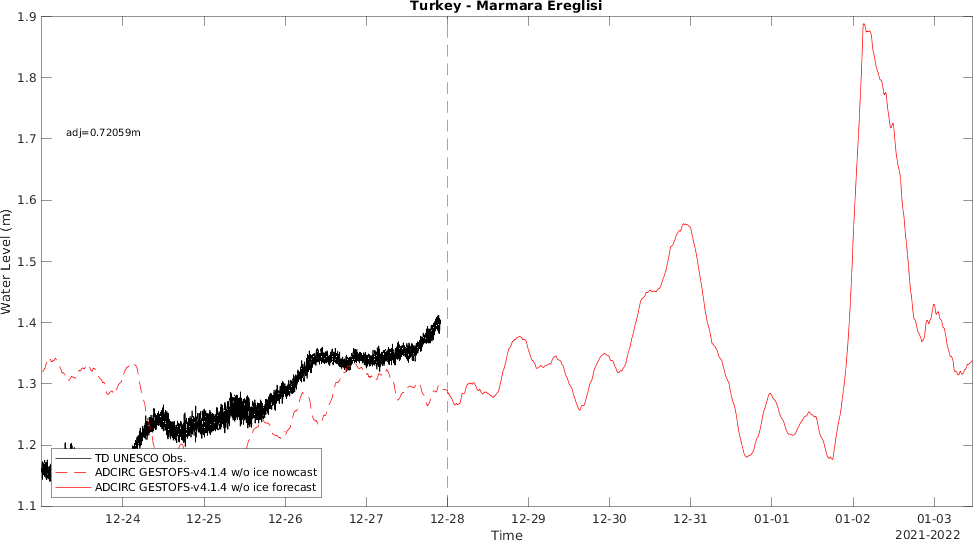 Turkey - Marmara Ereglisi
1.9
1.8
1.7
1.6
1.5
1.4
1.3
1.2
1.1
Water Level (m)
adj=0.72059m
TD UNESCO Obs.
ADCIRC GESTOFS-v4.1.4 w/o ice nowcast
ADCIRC GESTOFS-v4.1.4 w/o ice forecast
12-24 12-25 12-26 12-27 12-28 12-29 12-30 12-31 01-01 01-02 01-03
Time
2021-2022